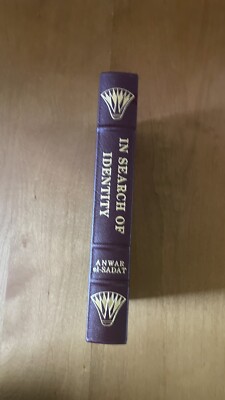 IN SEARCH OF
IDENTITY
ANWAR
el-SADAT